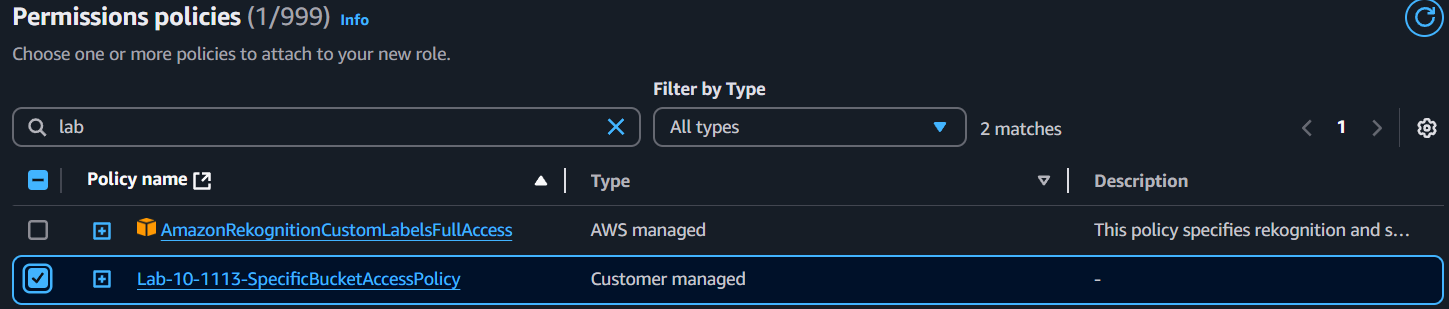 Permissions policies (1/999) Info
Choose one or more policies to attach to your new role.
Filter by Type
lab All types 2 matches 1
Policy name Type Description
AmazonRekognitionCustomLabelsFullAccess AWS managed This policy specifies rekognition and s...
Lab-10-1113-SpecificBucketAccessPolicy Customer managed -